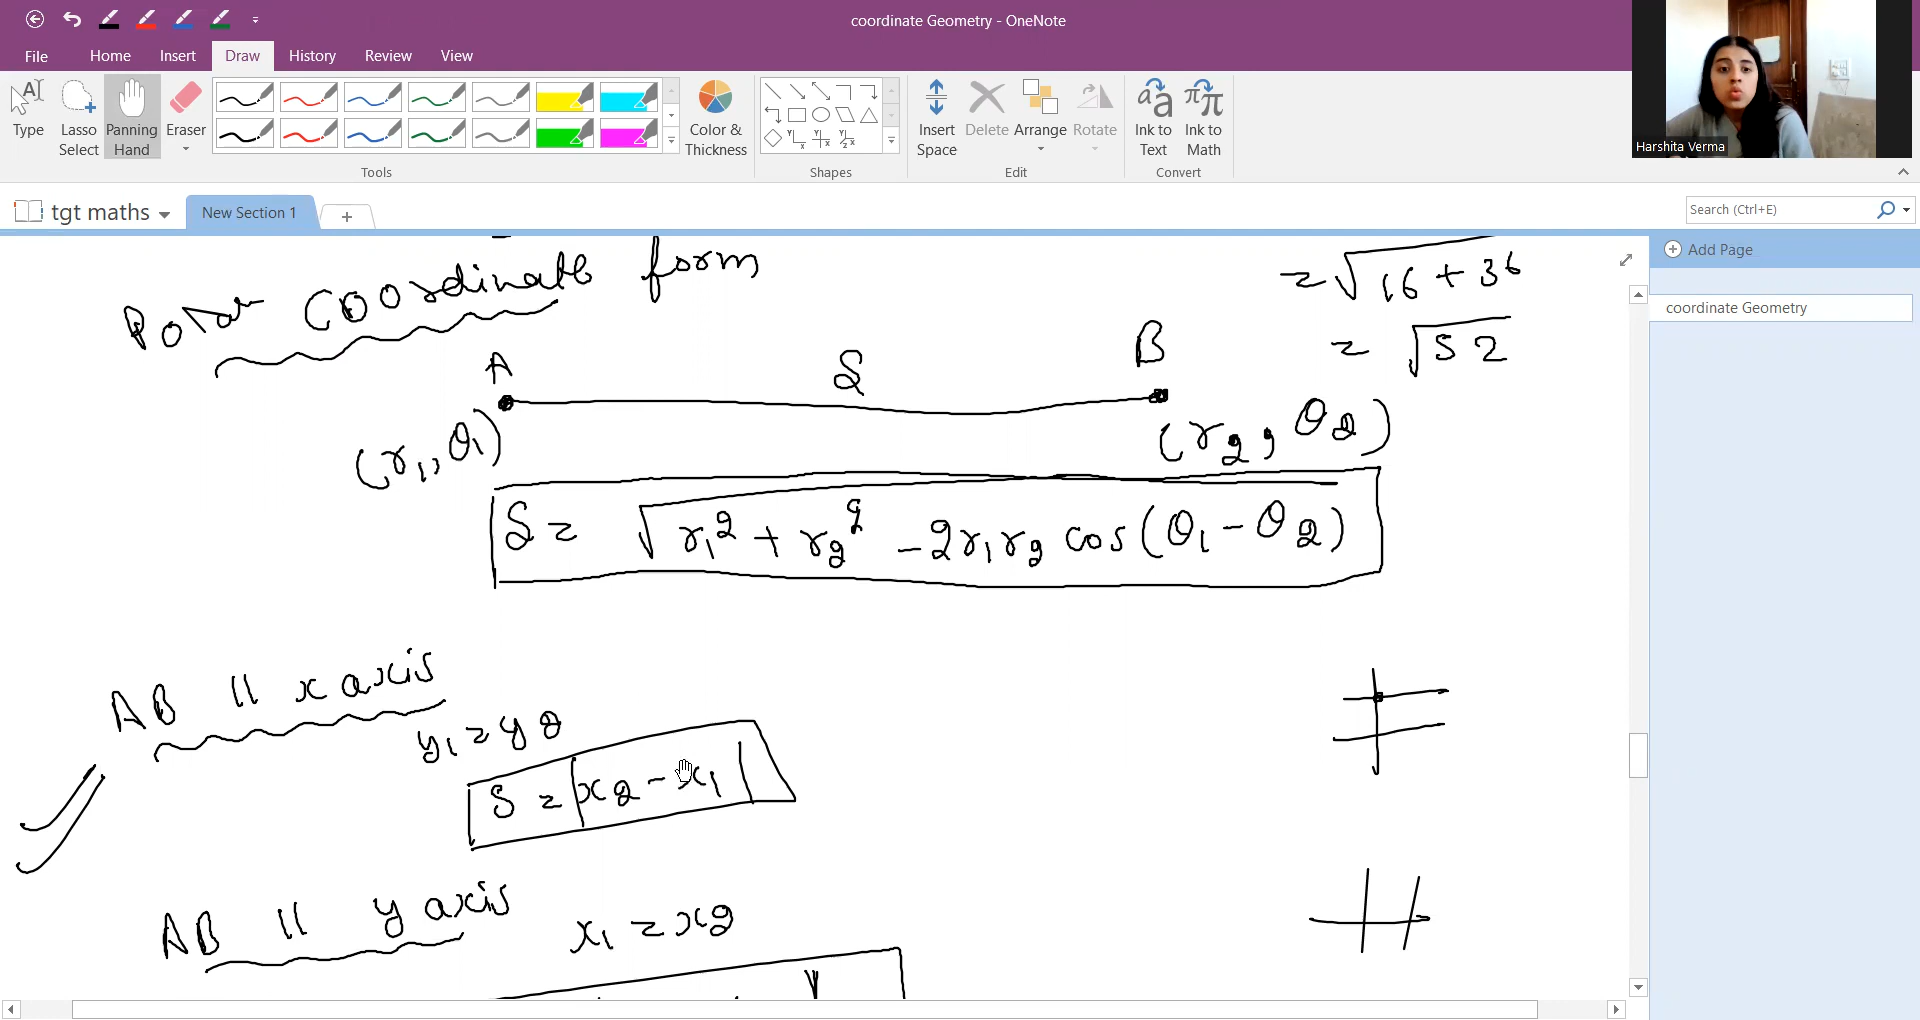 coordinate Geometry - OneNote
File Home Insert Draw History View
Type
Lasso Select
Panning Hand
Eraser
Color & Thickness
Insert Space
Delete
Arrange
Rotate
Ink to Text
Ink to Math
Tools
Shapes
Edit
Convert
Harshita Verma
tgt maths
New Section 1
Search (Ctrl+E)
Add Page
coordinate Geometry
Polar Coordinate form
= √16 + 36
= √52
A S B
(r₁, θ₁) (r₂, θ₂)
S = √r₁² + r₂² - 2r₁r₂ cos(θ₁ - θ₂)
AB || x axis
y₁ = y₂
S = |x₂ - x₁|
AB || y axis x₁ = x₂